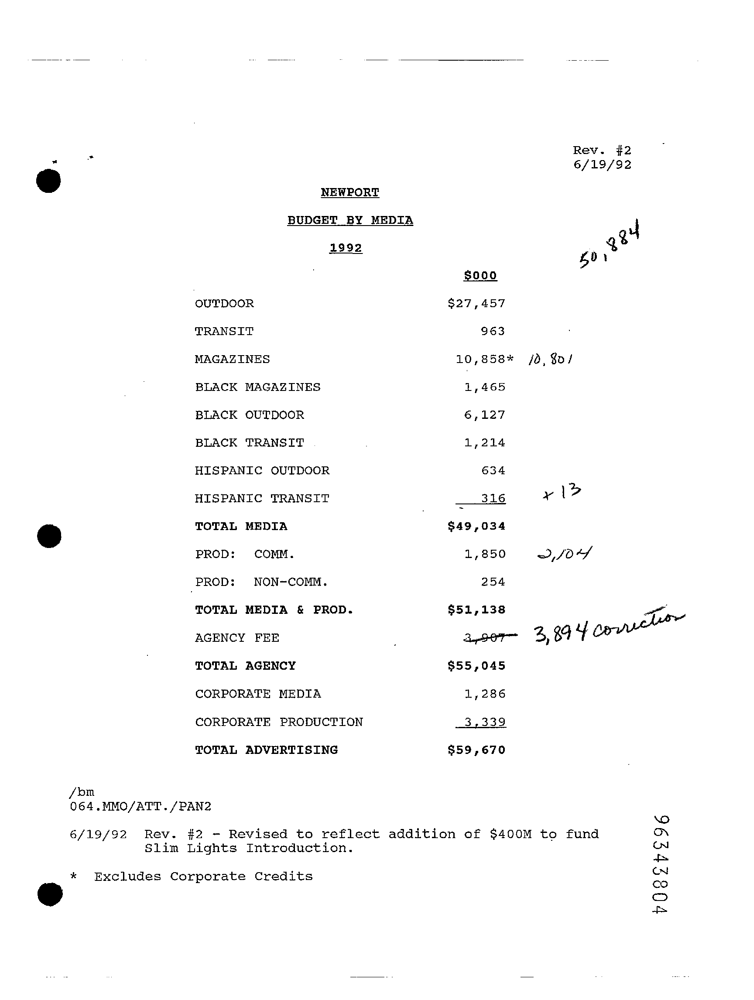 Rev. #2
6/19/92
NEWPORT
BUDGET BY MEDIA
1992
50,884
$000
OUTDOOR $27,457
TRANSIT 963
MAGAZINES 10,858* 10,801
BLACK MAGAZINES 1,465
BLACK OUTDOOR 6,127
BLACK TRANSIT 1,214
HISPANIC OUTDOOR 634
HISPANIC TRANSIT 316 + 13
TOTAL MEDIA $49,034
PROD: COMM. 1,850 2,104
PROD: NON-COMM. 254
TOTAL MEDIA & PROD. $51,138
AGENCY FEE 3,907 3,894 correction
TOTAL AGENCY $55,045
CORPORATE MEDIA 1,286
CORPORATE PRODUCTION 3,339
TOTAL ADVERTISING $59,670
/bm
064.MMO/ATT./PAN2
6/19/92 Rev. #2 - Revised to reflect addition of $400M to fund
Slim Lights Introduction.
* Excludes Corporate Credits
96343804